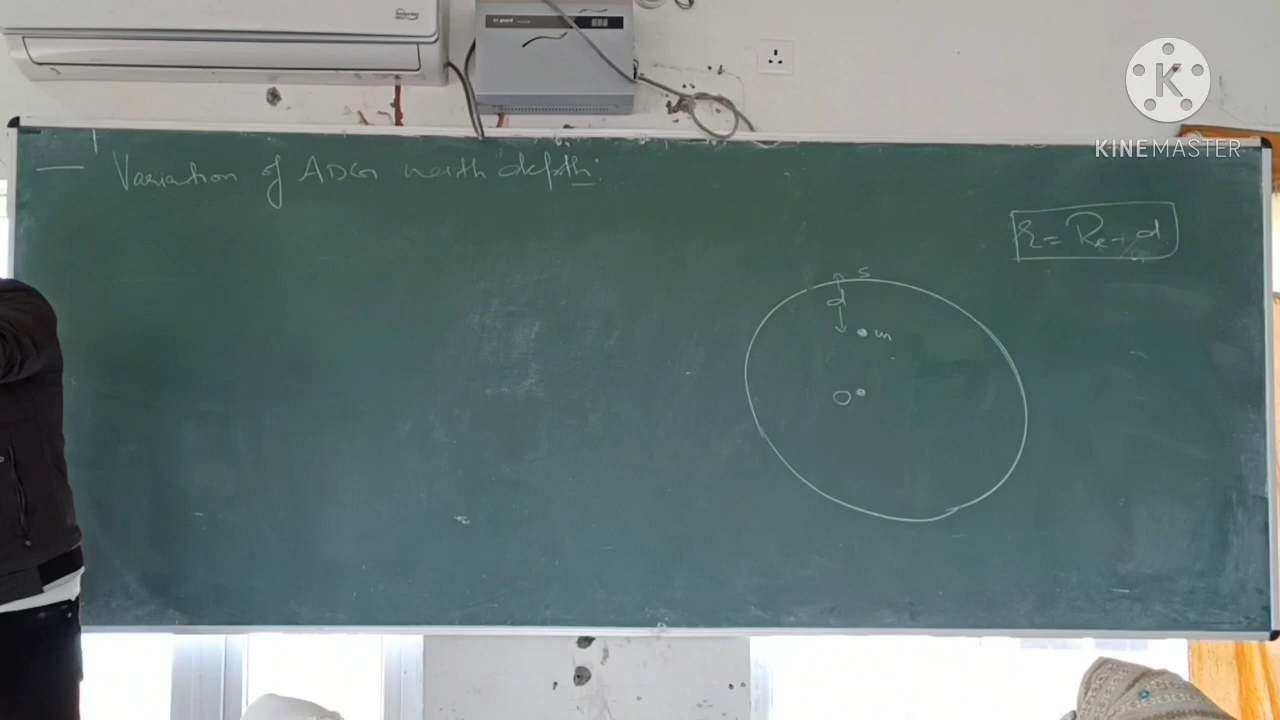 — Variation of ADG with depth:
r = Re - d
S
d
m
O
K
KINEMASTER